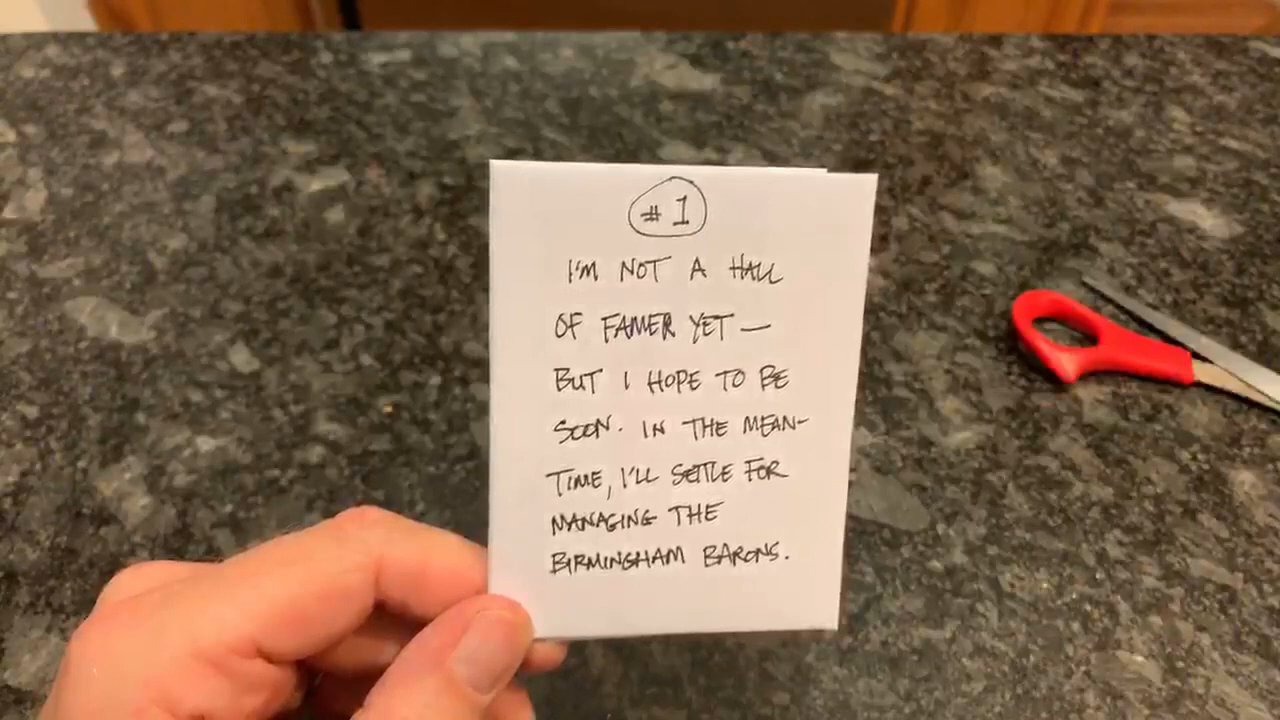 # 1
I'M NOT A HALL
OF FAMER YET —
BUT I HOPE TO BE
SOON. IN THE MEAN-
TIME, I'LL SETTLE FOR
MANAGING THE
BIRMINGHAM BARONS.